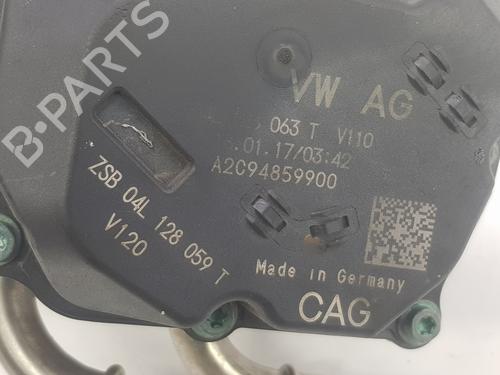 B-PARTS
VW AG
063 T V110
.01.17/03:42
A2C94859900
ZSB 04L 128 059 T
V120
Made in Germany
CAG